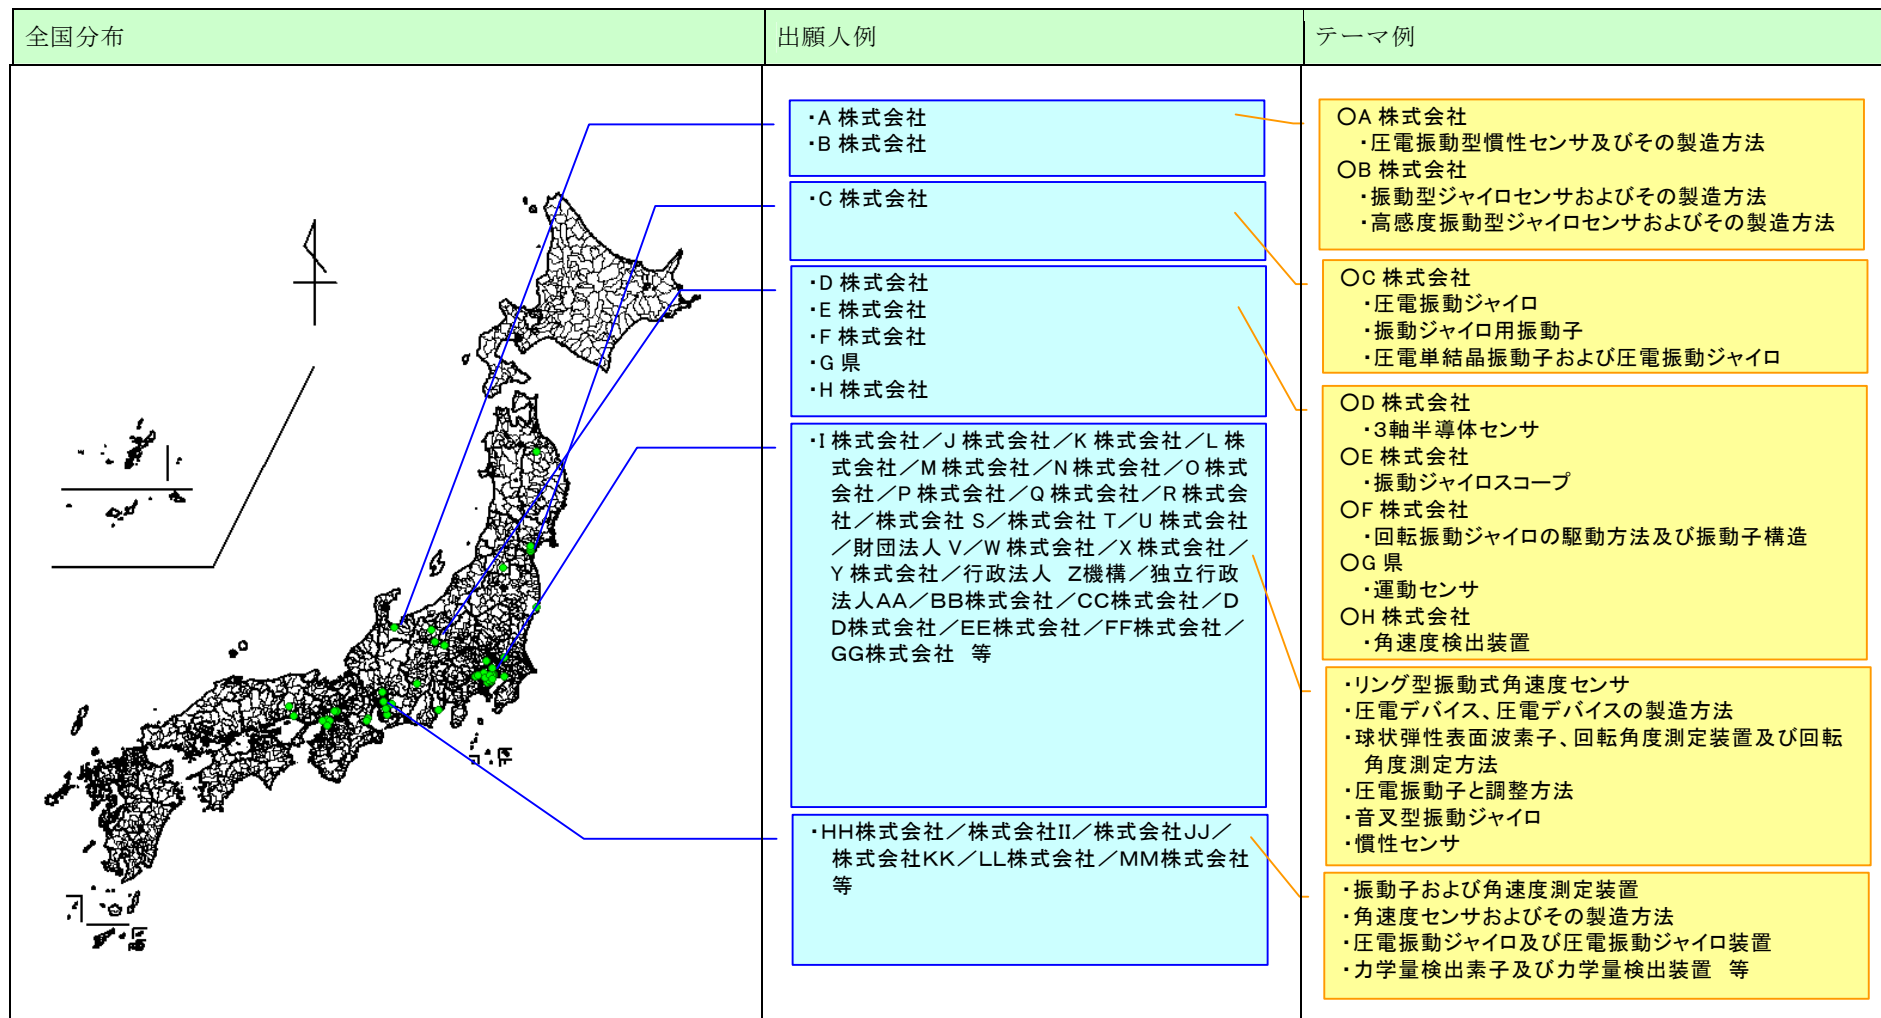 全国分布
出願人例
テーマ例
・A 株式会社
・B 株式会社
・C 株式会社
・D 株式会社
・E 株式会社
・F 株式会社
・G 県
・H 株式会社
・I 株式会社／J 株式会社／K 株式会社／L 株
式会社／M 株式会社／N 株式会社／O 株式
会社／P 株式会社／Q 株式会社／R 株式会
社／株式会社 S／株式会社 T／U 株式会社
／財団法人 V／W 株式会社／X 株式会社／
Y 株式会社／行政法人　Z機構／独立行政
法人AA／BB株式会社／CC株式会社／D
D株式会社／EE株式会社／FF株式会社／
GG株式会社　等
・HH株式会社／株式会社II／株式会社JJ／
株式会社KK／LL株式会社／MM株式会社
等
○A 株式会社
・圧電振動型慣性センサ及びその製造方法
○B 株式会社
・振動型ジャイロセンサおよびその製造方法
・高感度振動型ジャイロセンサおよびその製造方法
○C 株式会社
・圧電振動ジャイロ
・振動ジャイロ用振動子
・圧電単結晶振動子および圧電振動ジャイロ
○D 株式会社
・3軸半導体センサ
○E 株式会社
・振動ジャイロスコープ
○F 株式会社
・回転振動ジャイロの駆動方法及び振動子構造
○G 県
・運動センサ
○H 株式会社
・角速度検出装置
・リング型振動式角速度センサ
・圧電デバイス、圧電デバイスの製造方法
・球状弾性表面波素子、回転角度測定装置及び回転
角度測定方法
・圧電振動子と調整方法
・音叉型振動ジャイロ
・慣性センサ
・振動子および角速度測定装置
・角速度センサおよびその製造方法
・圧電振動ジャイロ及び圧電振動ジャイロ装置
・力学量検出素子及び力学量検出装置　等